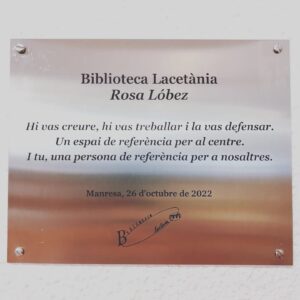 Biblioteca Lacetània
Rosa Lóbez
Hi vas creure, hi vas treballar i la vas defensar.
Un espai de referència per al centre.
I tu, una persona de referència per a nosaltres.
Manresa, 26 d'octubre de 2022
BIBLIOTECA